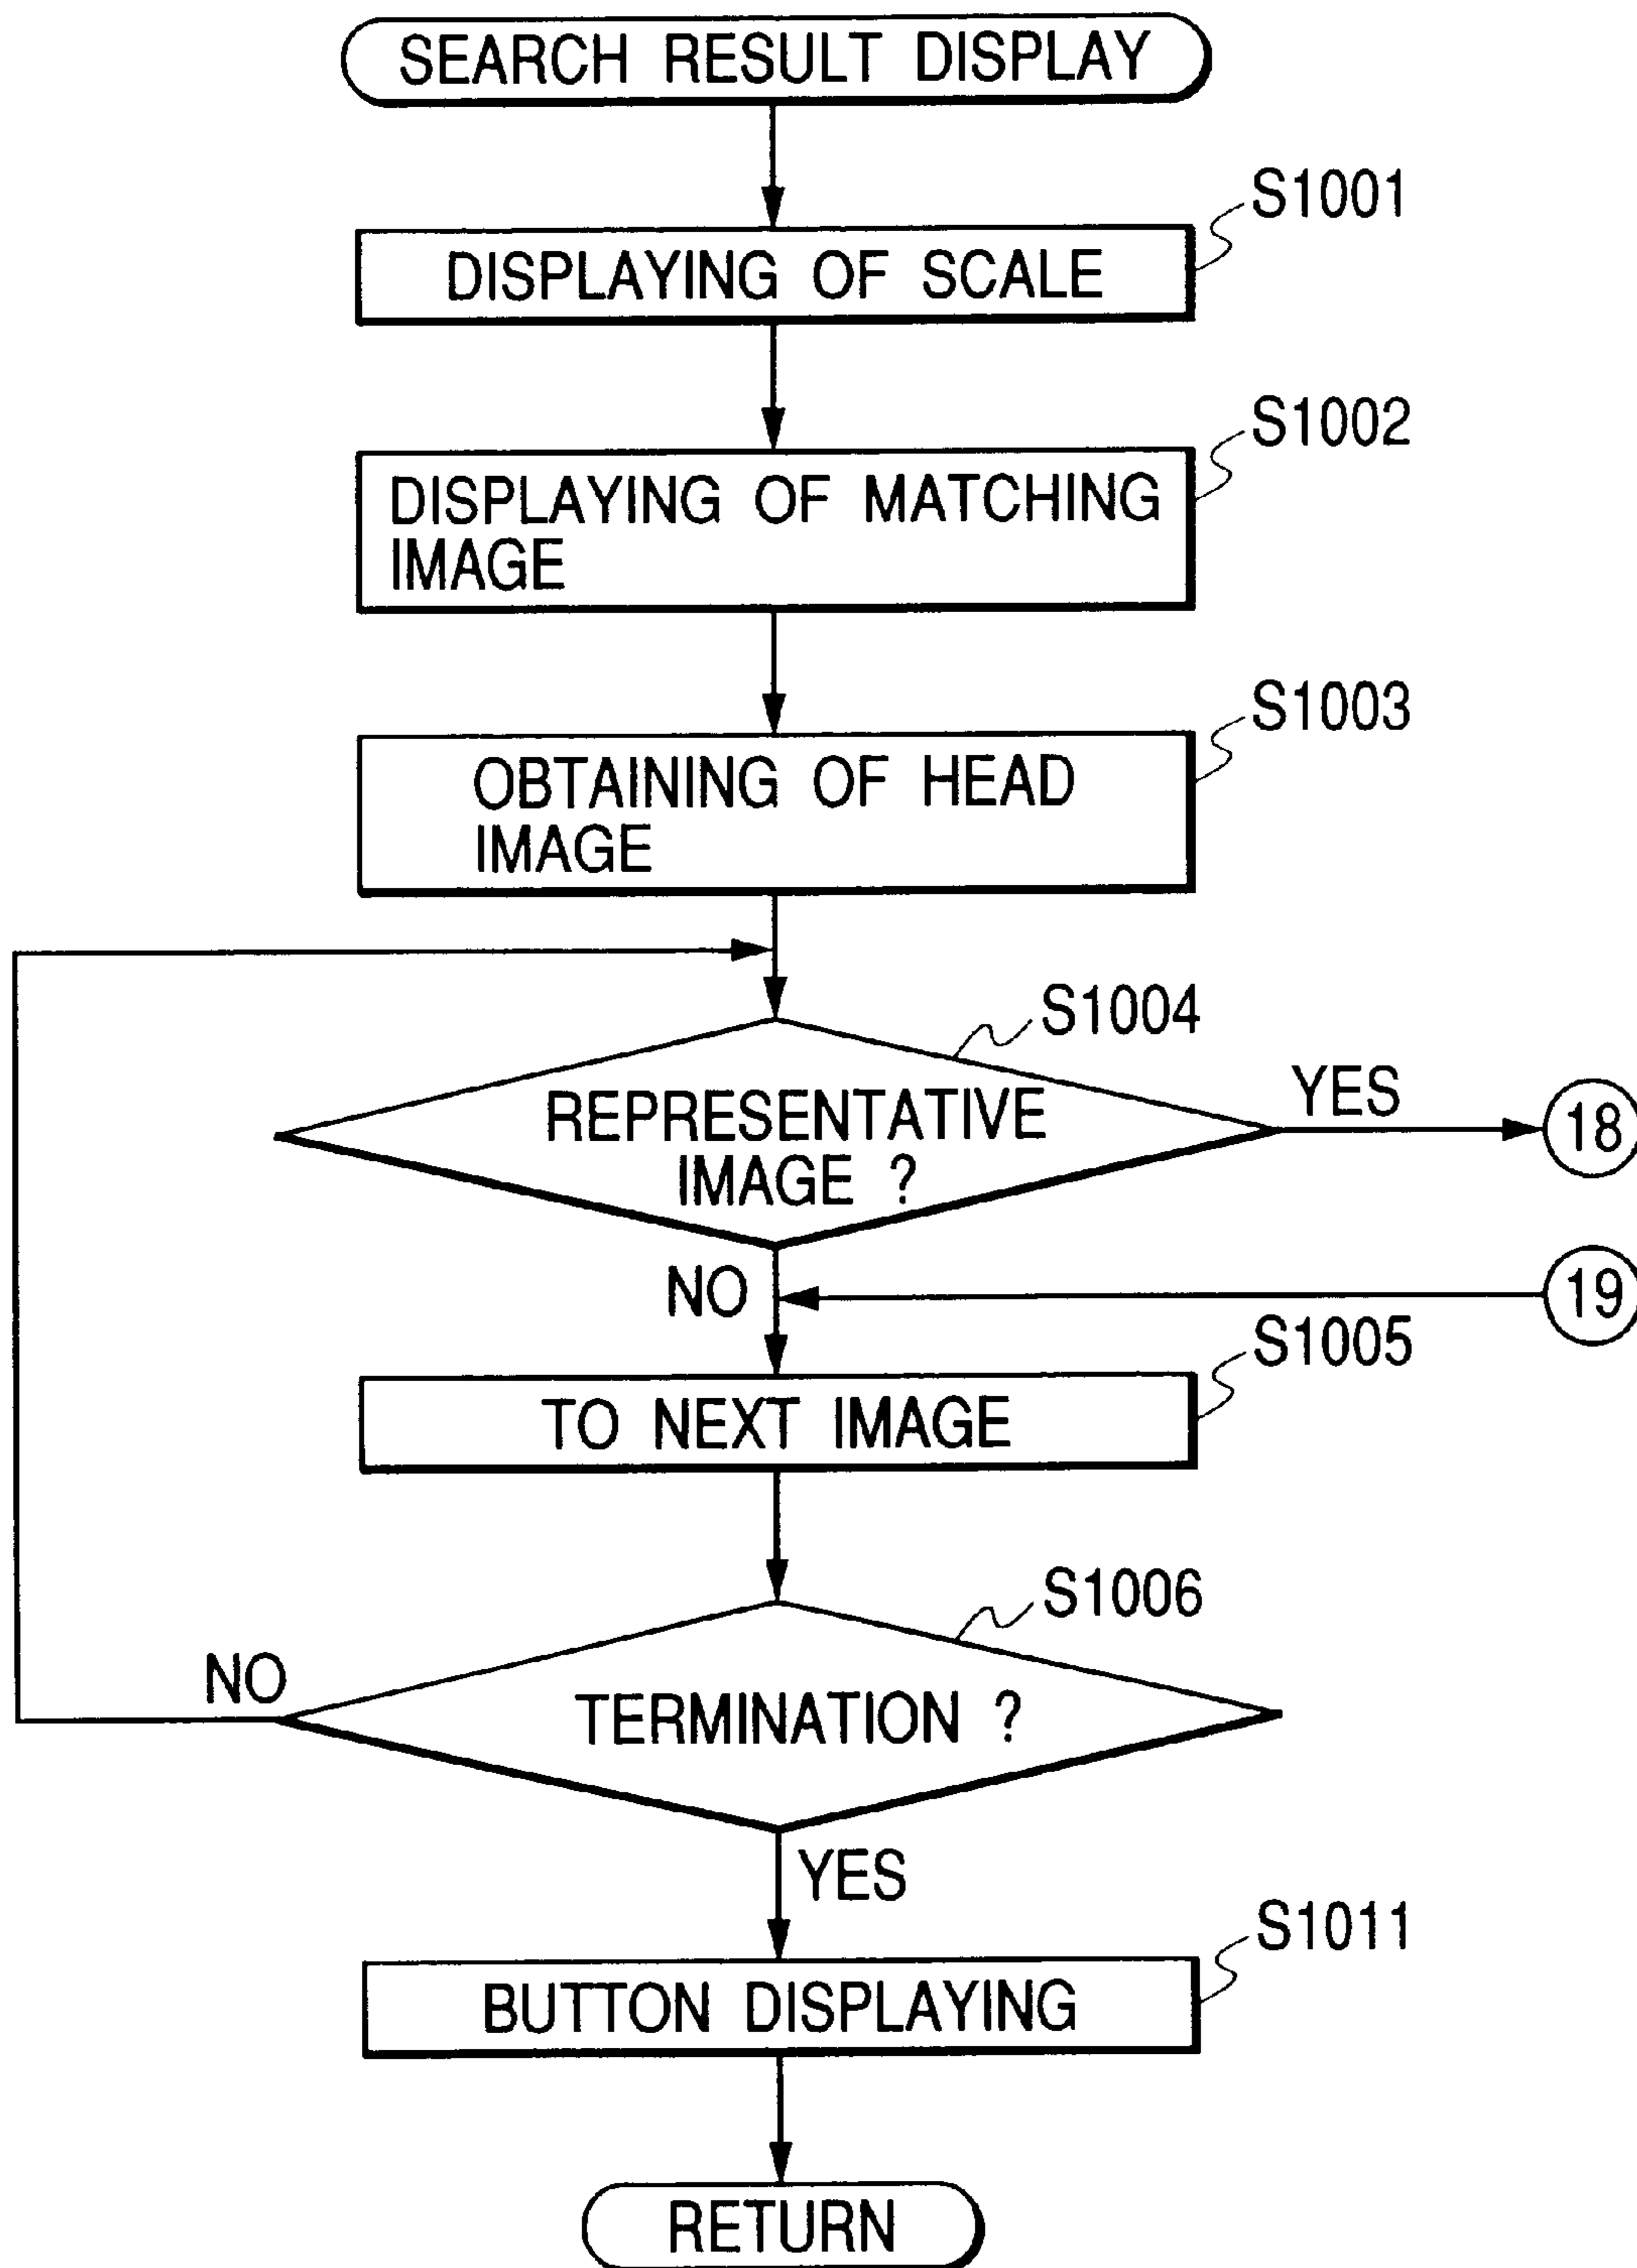 SEARCH RESULT DISPLAY
S1001
DISPLAYING OF SCALE
S1002
DISPLAYING OF MATCHING
IMAGE
S1003
OBTAINING OF HEAD
IMAGE
S1004
REPRESENTATIVE
IMAGE ?
YES
18
NO
19
S1005
TO NEXT IMAGE
S1006
NO
TERMINATION ?
YES
S1011
BUTTON DISPLAYING
RETURN